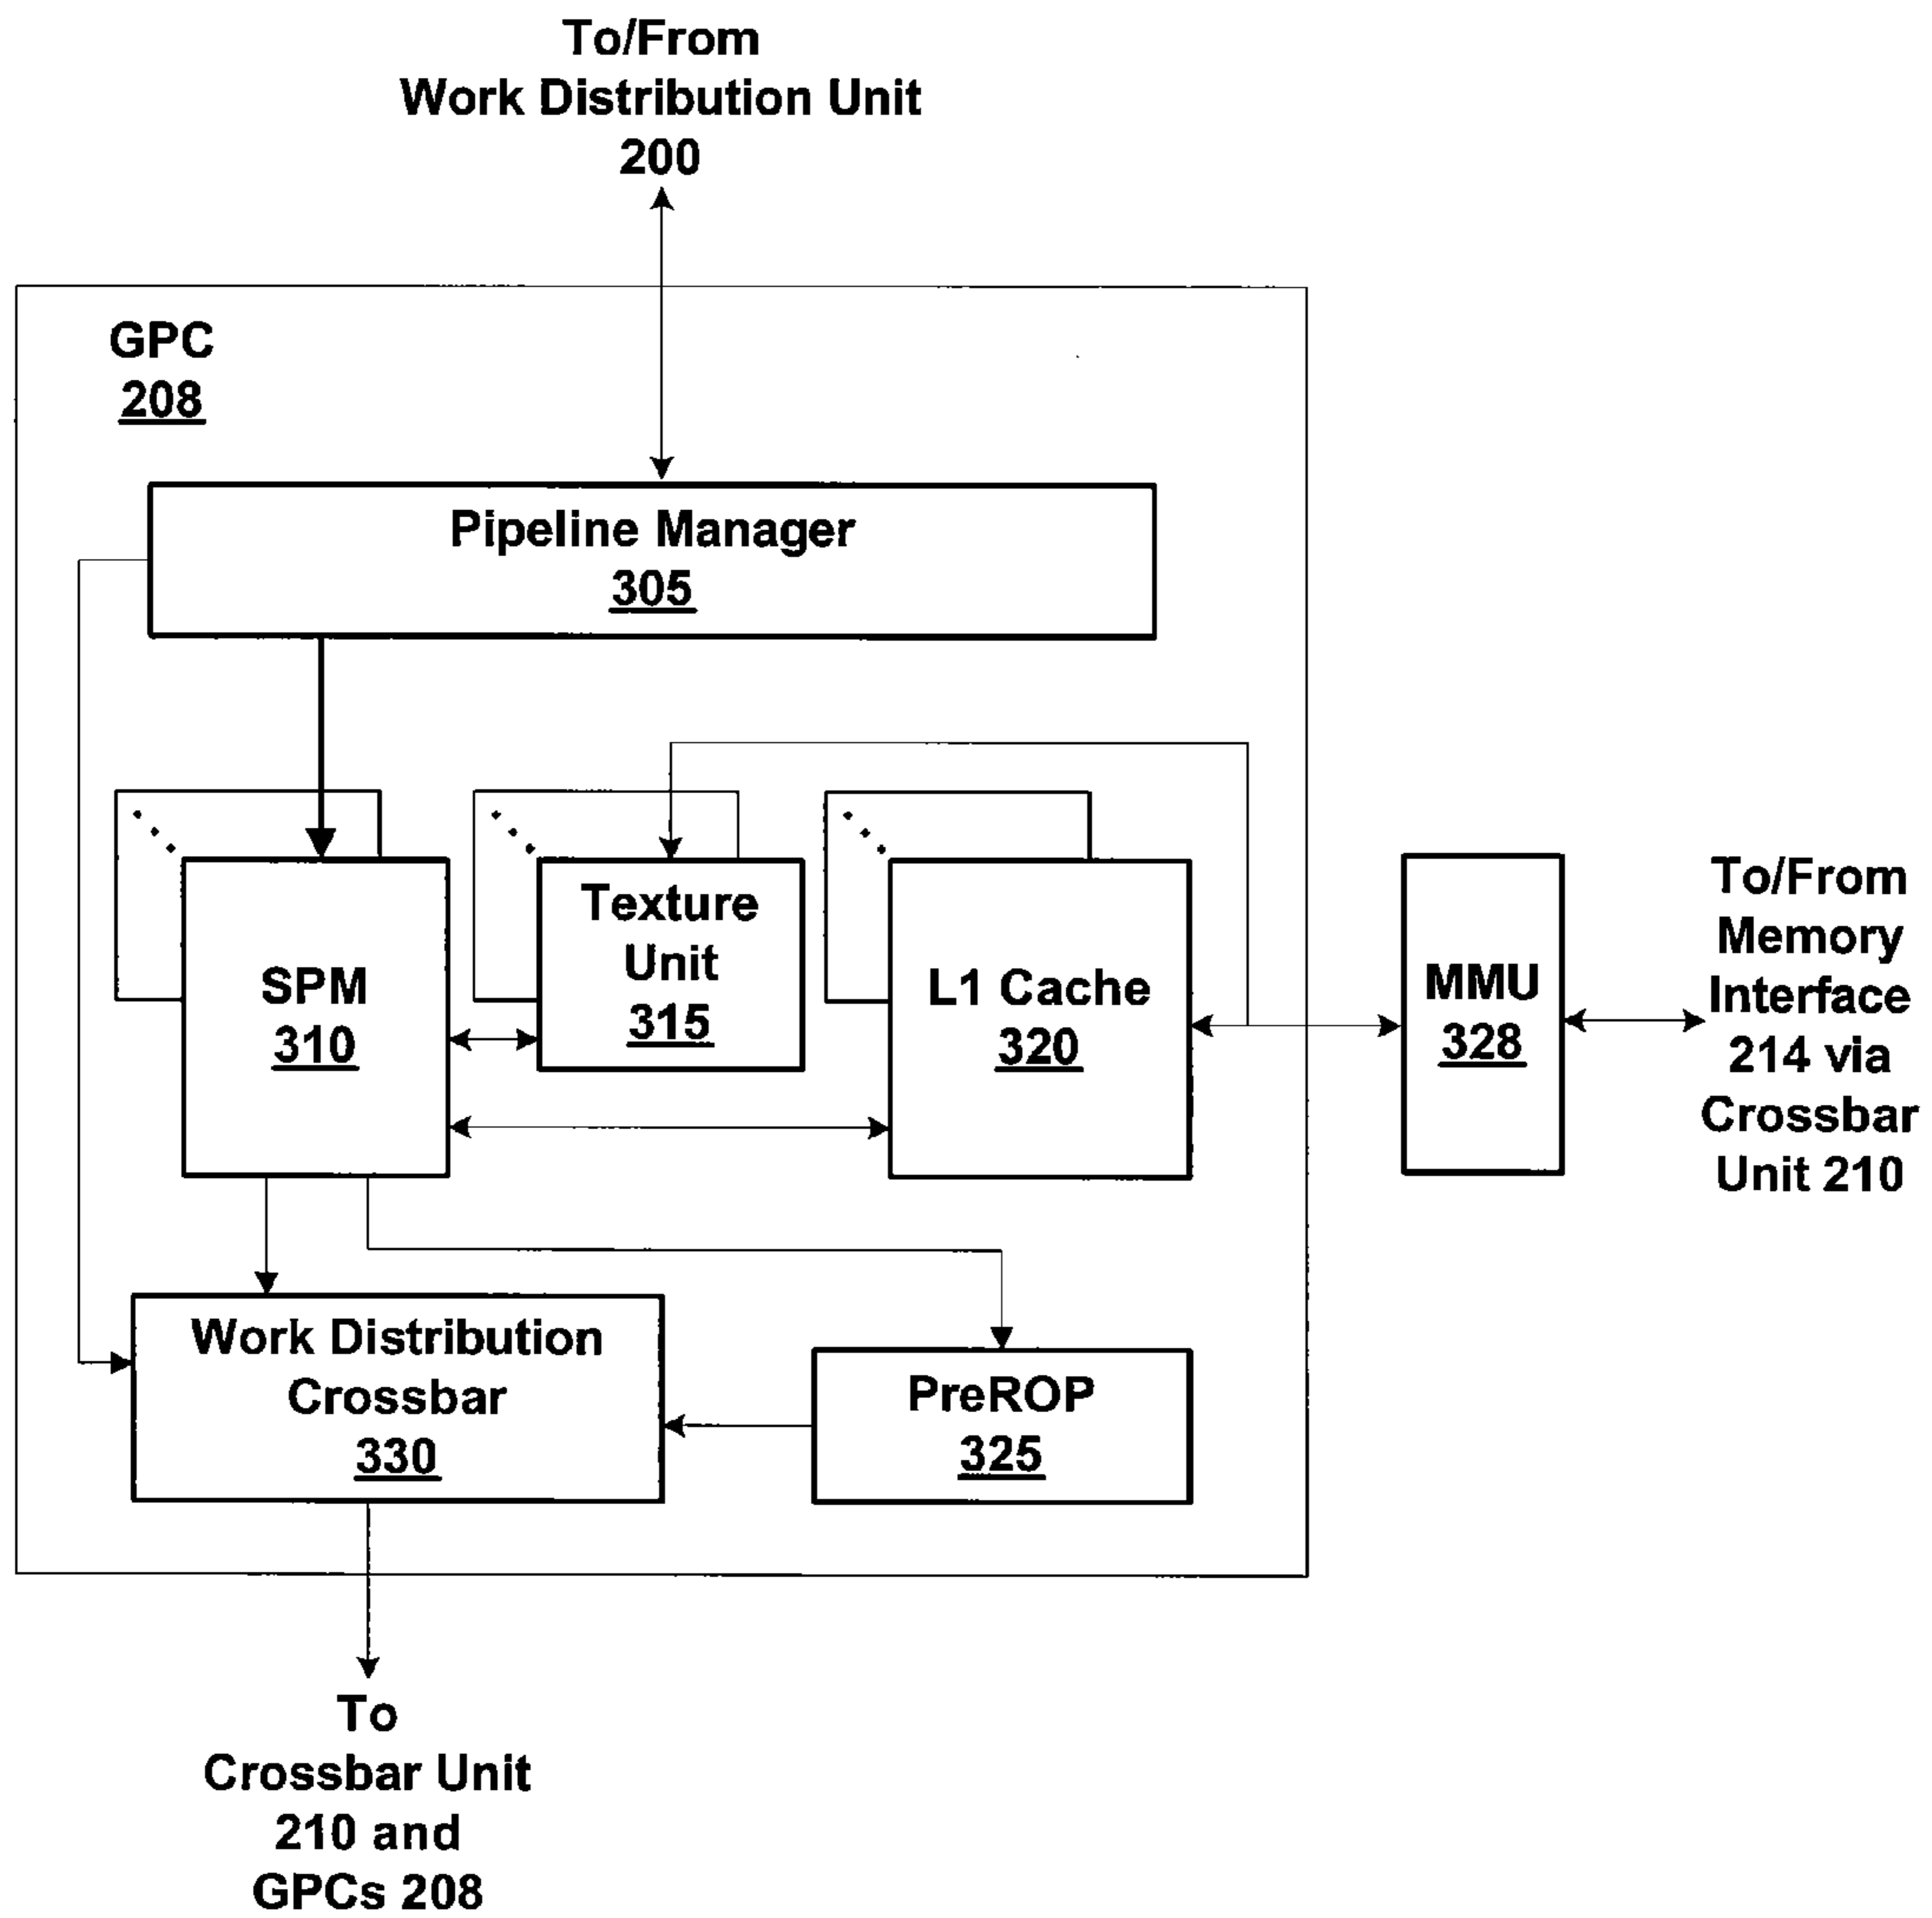 To/From
Work Distribution Unit
200
GPC
208
Pipeline Manager
305
SPM
310
Texture
Unit
315
L1 Cache
320
MMU
328
To/From
Memory
Interface
214 via
Crossbar
Unit 210
Work Distribution
Crossbar
330
PreROP
325
To
Crossbar Unit
210 and
GPCs 208